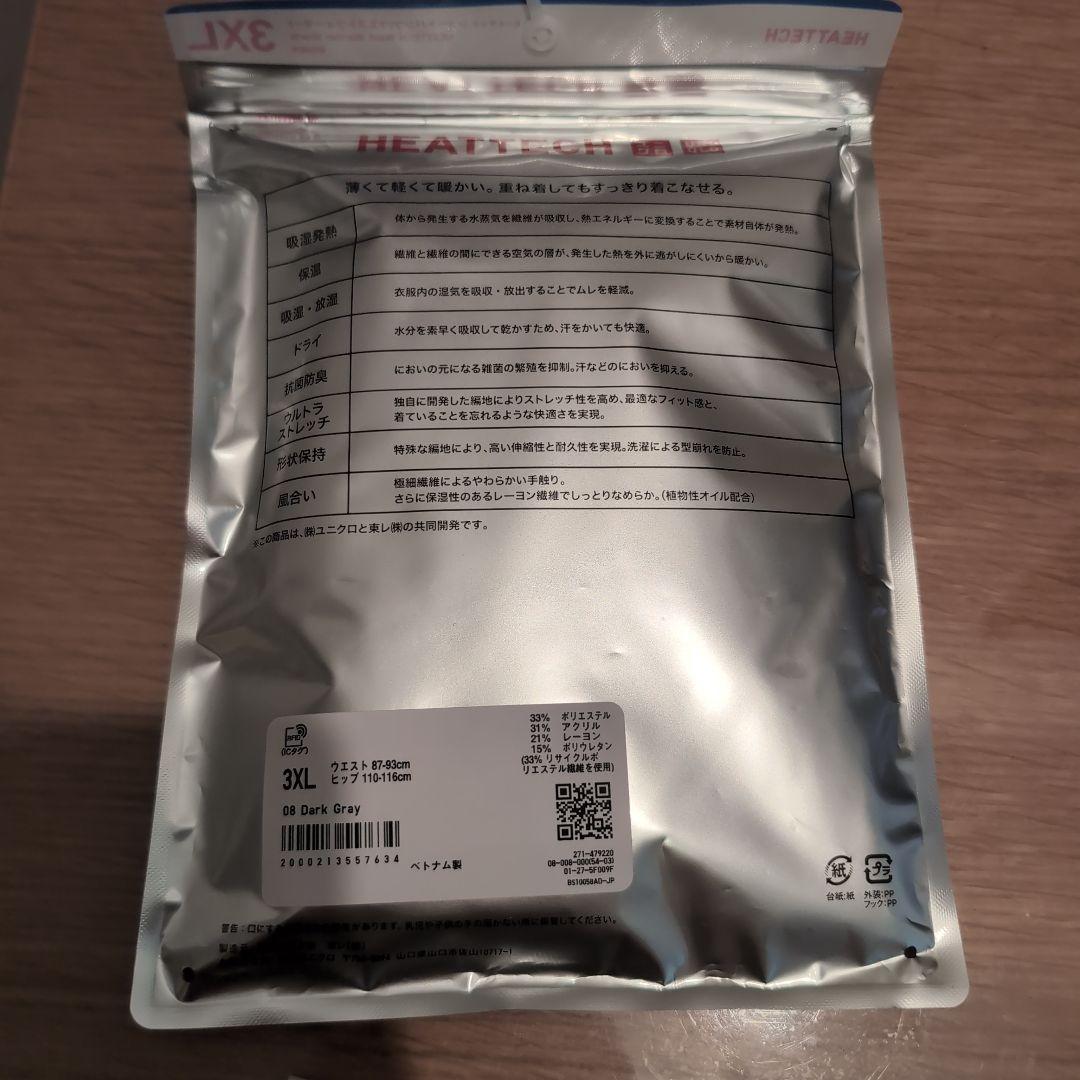 3XL
HEATTECH
HEATTECH
薄くて軽くて暖かい。重ね着してもすっきり着こなせる。
吸湿発熱 体から発生する水蒸気を繊維が吸収し、熱エネルギーに変換することで素材自体が発熱。
保温 繊維と繊維の間にできる空気の層が、発生した熱を外に逃がしにくいから暖かい。
吸湿・放湿 衣服内の湿気を吸収・放出することでムレを軽減。
ドライ 水分を素早く吸収して乾かすため、汗をかいても快適。
抗菌防臭 においの元になる雑菌の繁殖を抑制。汗などのにおいを抑える。
ウルトラ
ストレッチ
独自に開発した編地によりストレッチ性を高め、最適なフィット感と、
着ていることを忘れるような快適さを実現。
形状保持 特殊な編地により、高い伸縮性と耐久性を実現。洗濯による型崩れを防止。
風合い
極細繊維によるやわらかい手触り。
さらに保湿性のあるレーヨン繊維でしっとりなめらか。(植物性オイル配合)
※この商品は、㈱ユニクロと東レ㈱の共同開発です。
RFID
(ICタグ)
3XL
ウエスト 87-93cm
ヒップ 110-116cm
08 Dark Gray
2000213557634
ベトナム製
33% ポリエステル
31% アクリル
21% レーヨン
15% ポリウレタン
(33% リサイクルポ
リエステル繊維を使用)
271-479220
08-008-000(54-03)
01-27-5F009F
BS10058AO-JP
紙
台紙:紙
プラ
外装:PP
フック:PP
山口県山口市佐山10717-1